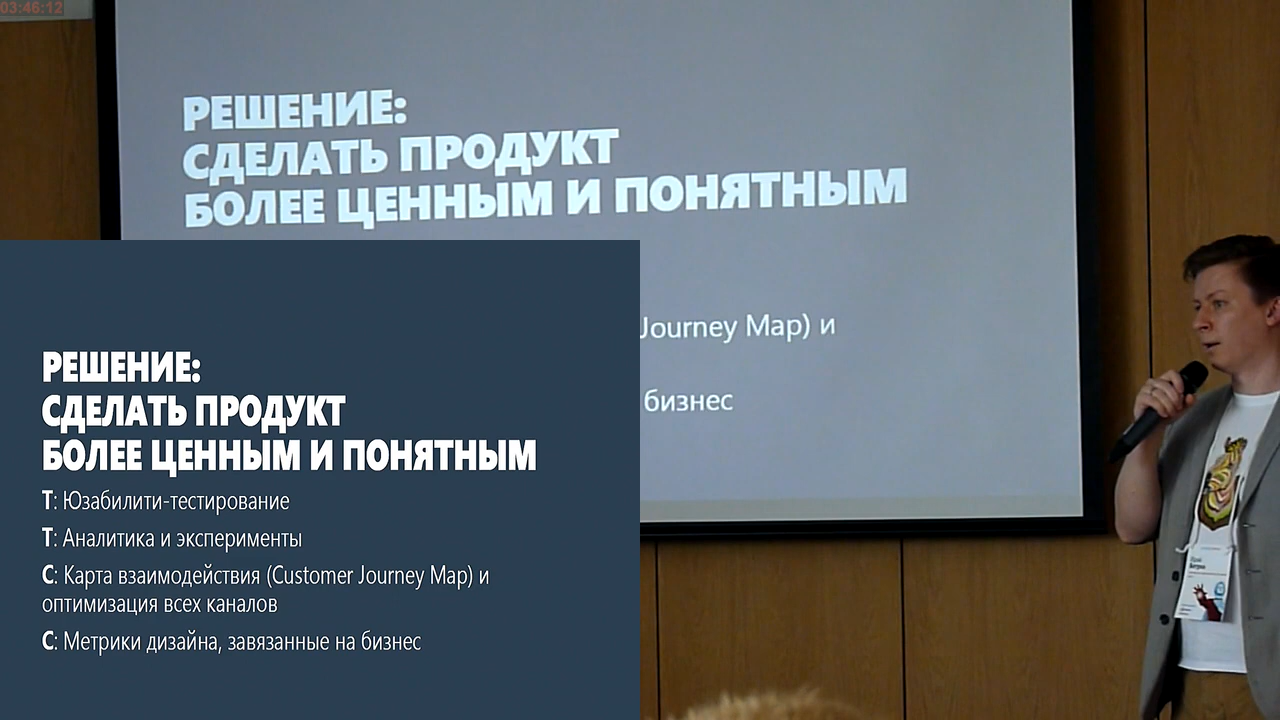 03:46:12
РЕШЕНИЕ:
СДЕЛАТЬ ПРОДУКТ
БОЛЕЕ ЦЕННЫМ И ПОНЯТНЫМ
Journey Map) и
бизнес
РЕШЕНИЕ:
СДЕЛАТЬ ПРОДУКТ
БОЛЕЕ ЦЕННЫМ И ПОНЯТНЫМ
Т: Юзабилити-тестирование
Т: Аналитика и эксперименты
С: Карта взаимодействия (Customer Journey Map) и
оптимизация всех каналов
С: Метрики дизайна, завязанные на бизнес